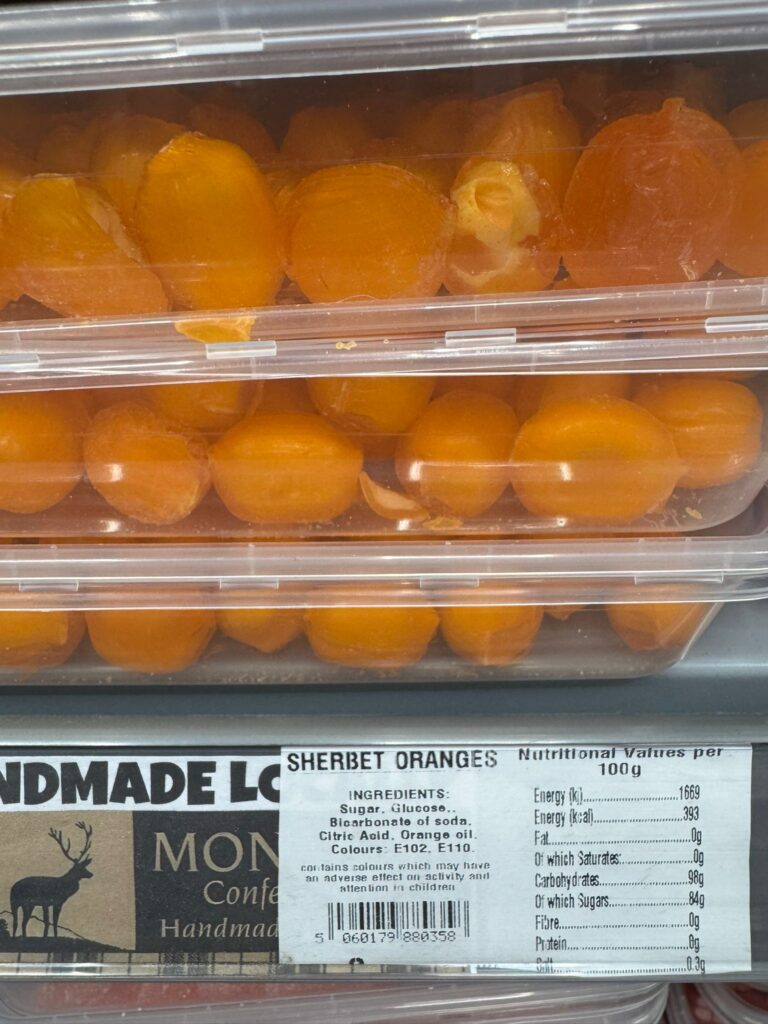 NDMADE LO
MON
Confe
Handmad
SHERBET ORANGES
INGREDIENTS:
Sugar, Glucose,.
Bicarbonate of soda,
Citric Acid, Orange oil.
Colours: E102, E110.
contains colours which may have
an adverse effect on activity and
attention in children
5 060179 880358
Nutritional Values per
100g
Energy (kj)..................1669
Energy (kcal)..................393
Fat..................0g
Of which Saturates:..................0g
Carbohydrates..................98g
Of which Sugars..................84g
Fibre..................0g
Protein..................0g
Salt..................0.3g